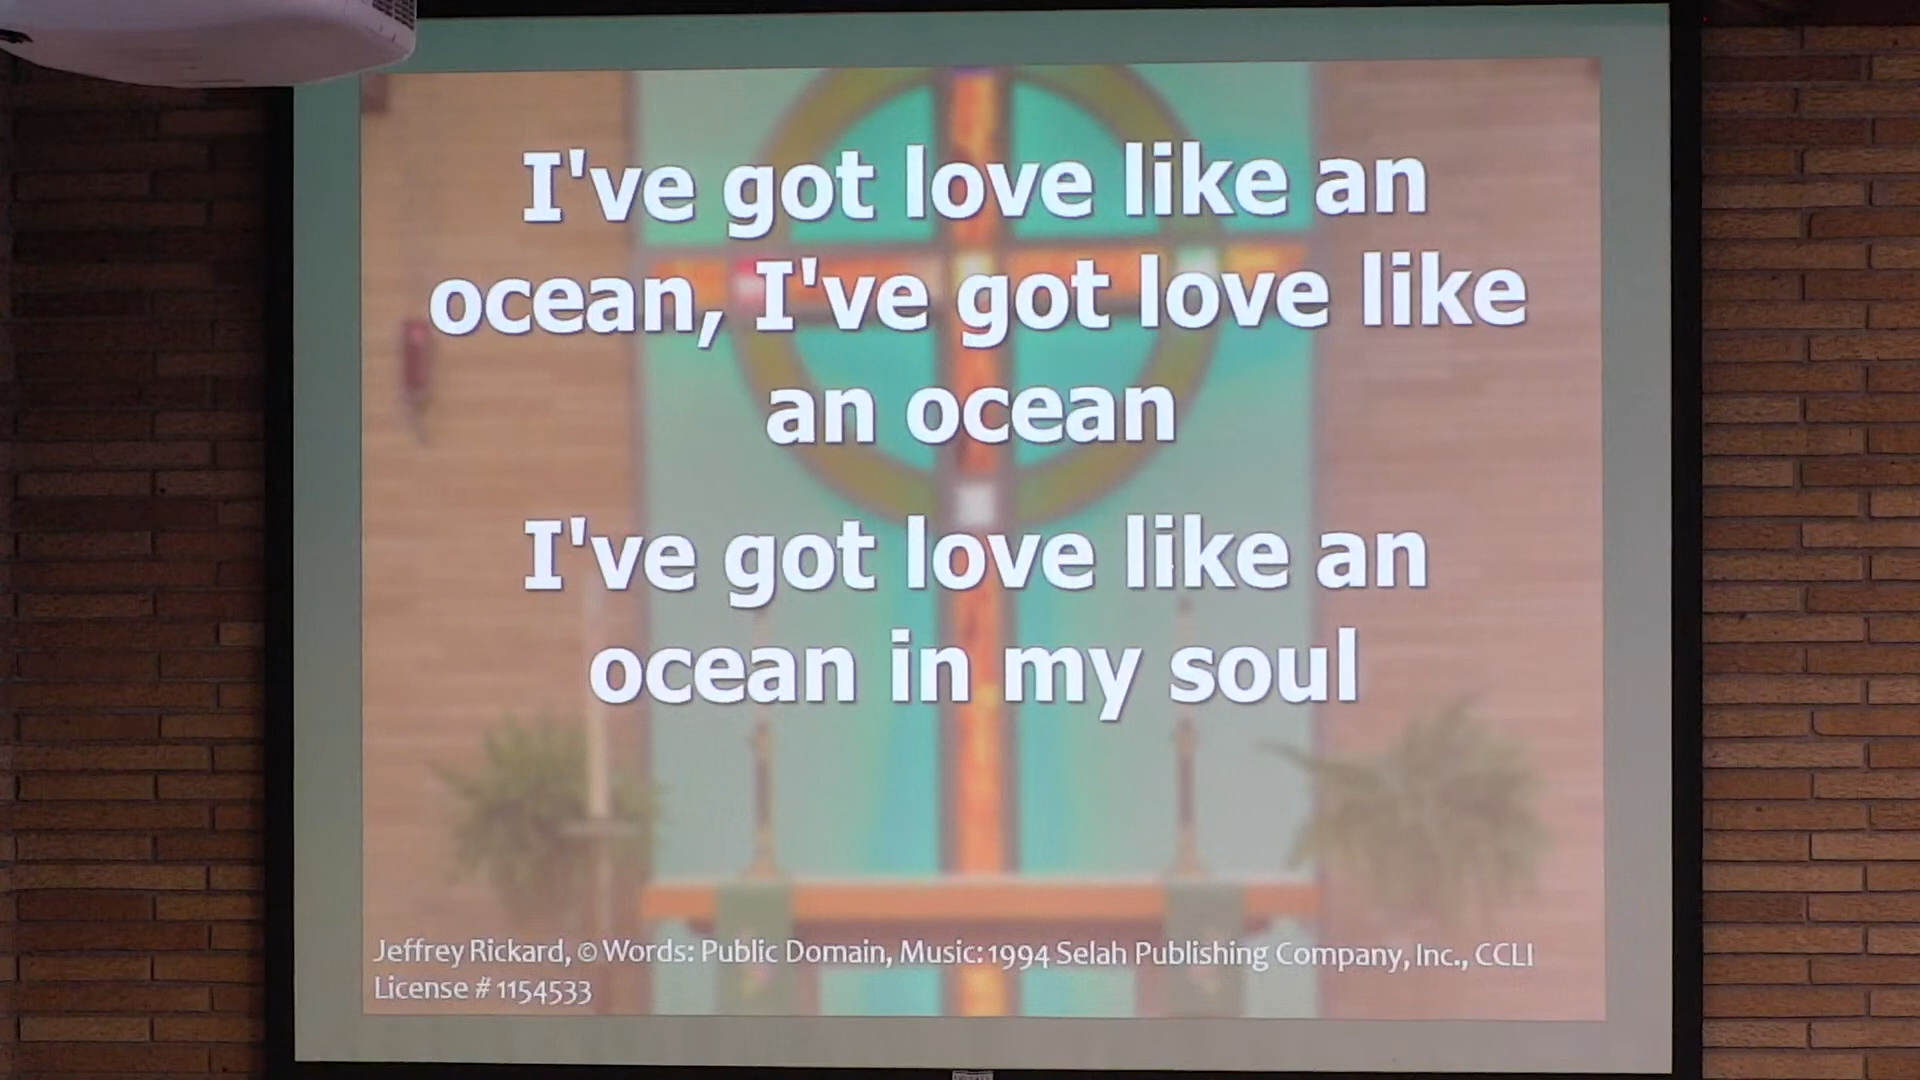 I've got love like an
ocean, I've got love like
an ocean
I've got love like an
ocean in my soul
Jeffrey Rickard, © Words: Public Domain, Music: 1994 Selah Publishing Company, Inc., CCLI
License # 1154533